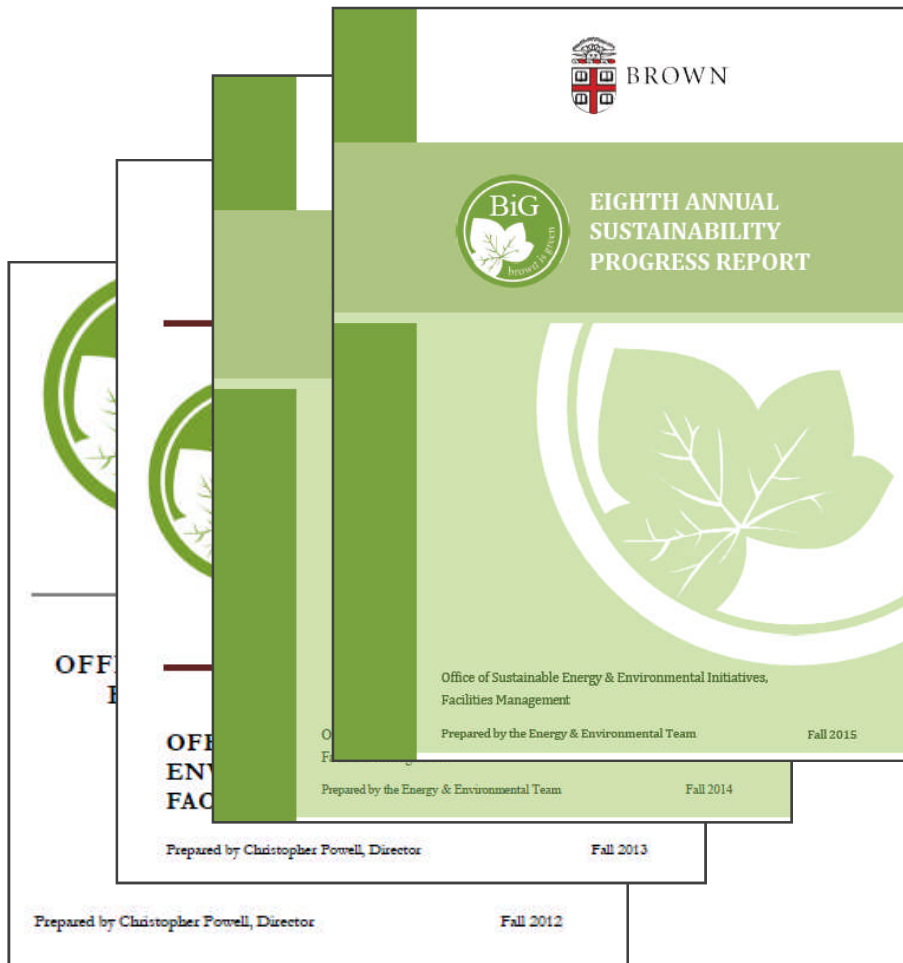 BROWN
BiG
brown is green
EIGHTH ANNUAL
SUSTAINABILITY
PROGRESS REPORT
Office of Sustainable Energy & Environmental Initiatives,
Facilities Management
Prepared by the Energy & Environmental Team Fall 2015
Prepared by the Energy & Environmental Team Fall 2014
OFF
ENV
FAC
Prepared by Christopher Powell, Director Fall 2013
OFF
Prepared by Christopher Powell, Director Fall 2012